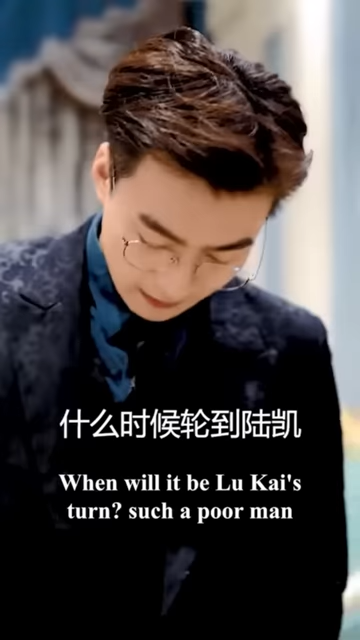 什么时候轮到陆凯
When will it be Lu Kai's
turn? such a poor man